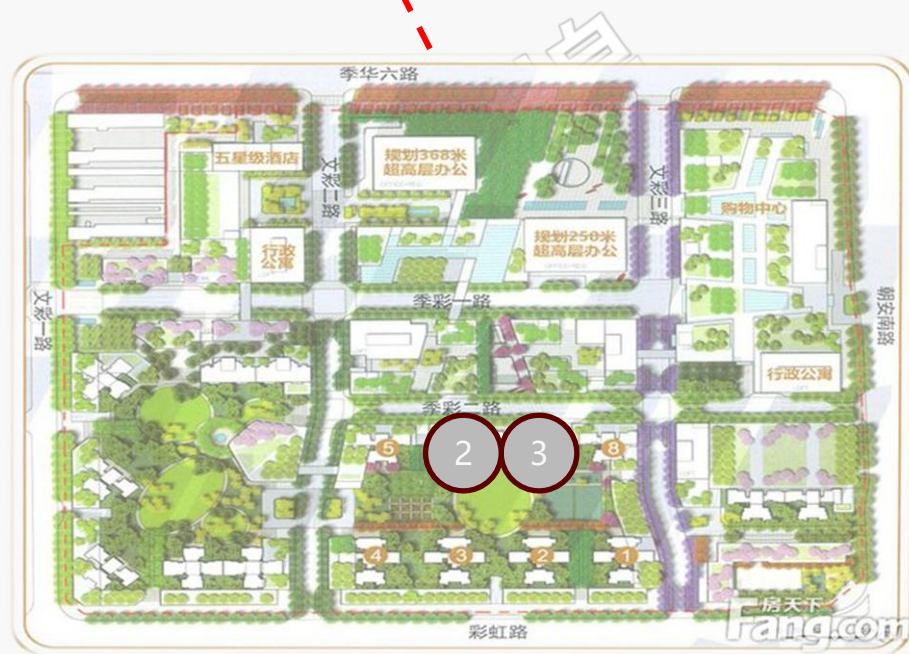 季华六路
五星级酒店
文彩二路
规划368米
超高层办公
文彩三路
购物中心
规划250米
超高层办公
行政
公寓
文彩一路
季彩一路
朝安南路
行政公寓
季彩二路
5
2
3
8
4
3
2
1
彩虹路
房天下
Fang.com